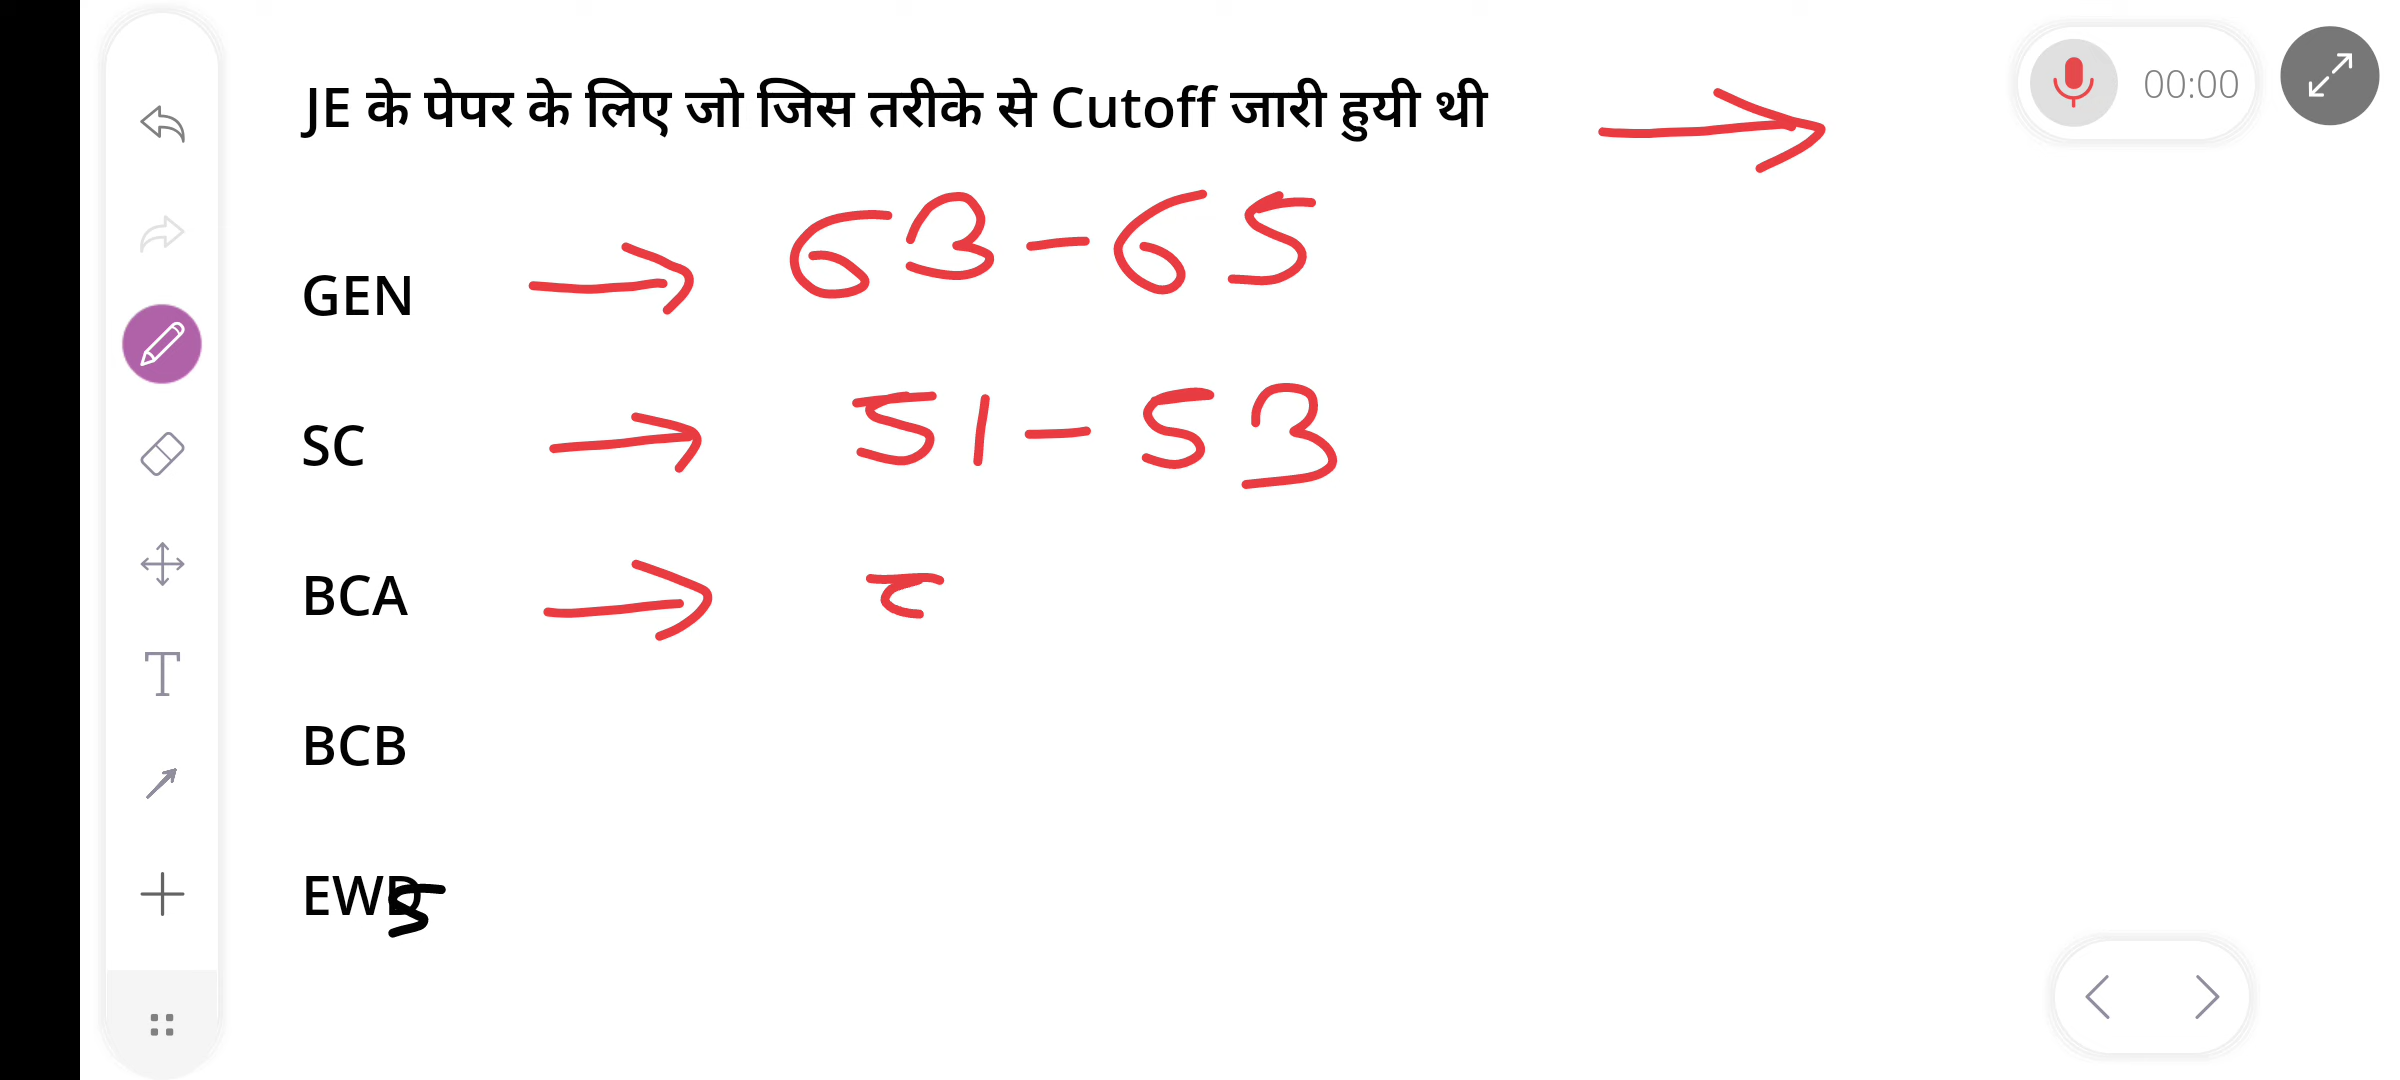 JE के पेपर के लिए जो जिस तरीके से Cutoff जारी हुयी थी →
00:00
GEN → 63-65
SC → 51-53
BCA →
BCB
EWS
T